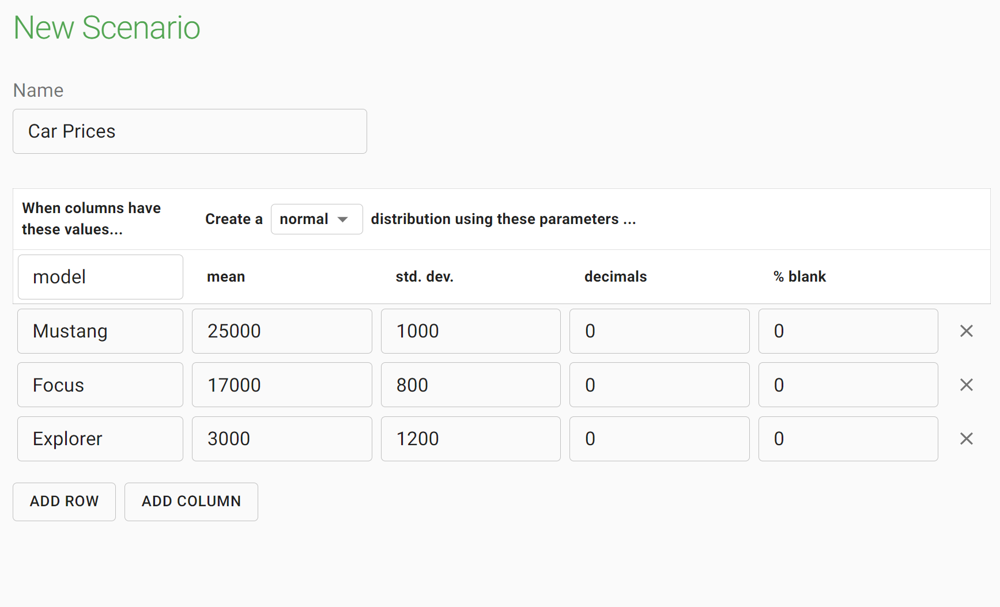 New Scenario
Name
Car Prices
When columns have
these values...
Create a normal distribution using these parameters ...
model mean std. dev. decimals % blank
Mustang 25000 1000 0 0
Focus 17000 800 0 0
Explorer 3000 1200 0 0
ADD ROW ADD COLUMN